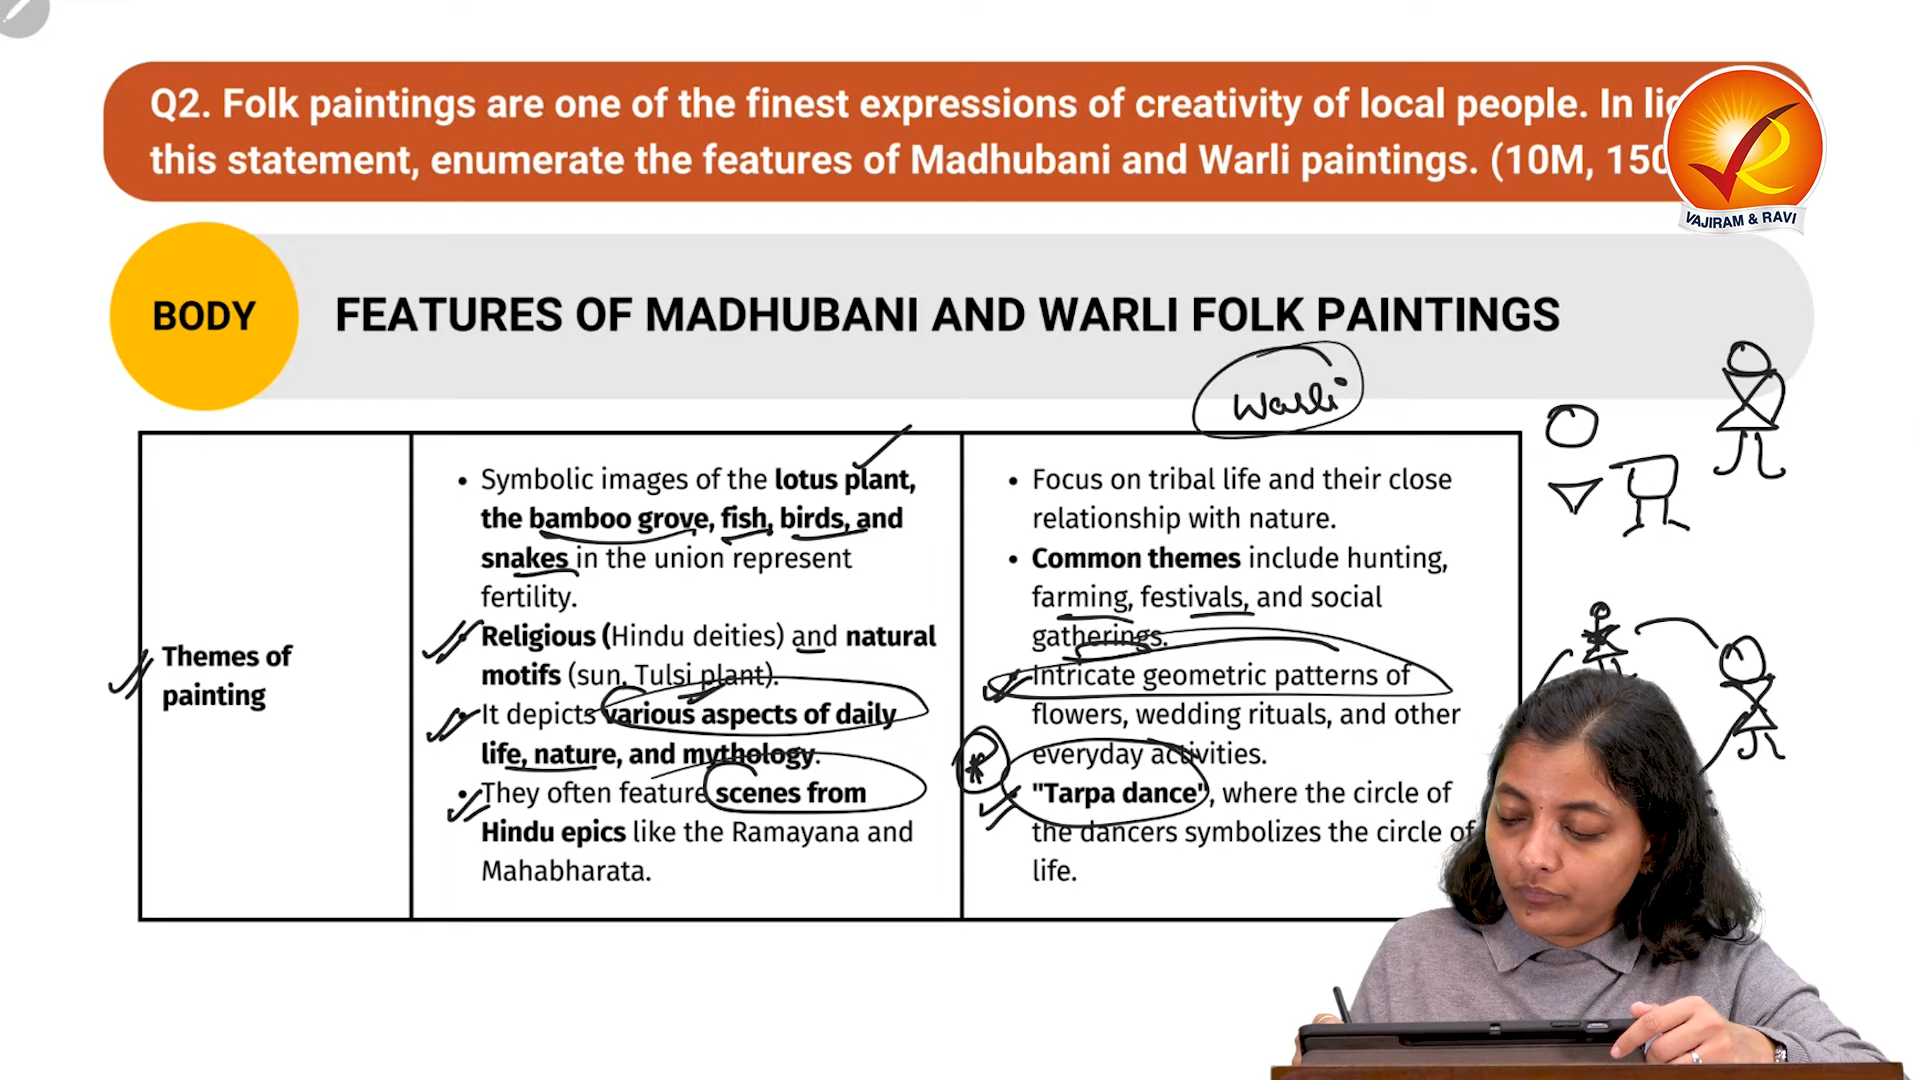 Q2. Folk paintings are one of the finest expressions of creativity of local people. In
this statement, enumerate the features of Madhubani and Warli paintings. (10M, 150
VAJIRAM & RAVI
BODY
FEATURES OF MADHUBANI AND WARLI FOLK PAINTINGS
Warli
Themes of
painting
• Symbolic images of the lotus plant,
the bamboo grove, fish, birds, and
snakes in the union represent
fertility.
• Religious (Hindu deities) and natural
motifs (sun, Tulsi plant).
• It depicts various aspects of daily
life, nature, and mythology.
• They often feature scenes from
Hindu epics like the Ramayana and
Mahabharata.
• Focus on tribal life and their close
relationship with nature.
• Common themes include hunting,
farming, festivals, and social
gatherings.
• Intricate geometric patterns of
flowers, wedding rituals, and other
everyday activities.
• "Tarpa dance", where the circle of
the dancers symbolizes the circle of
life.